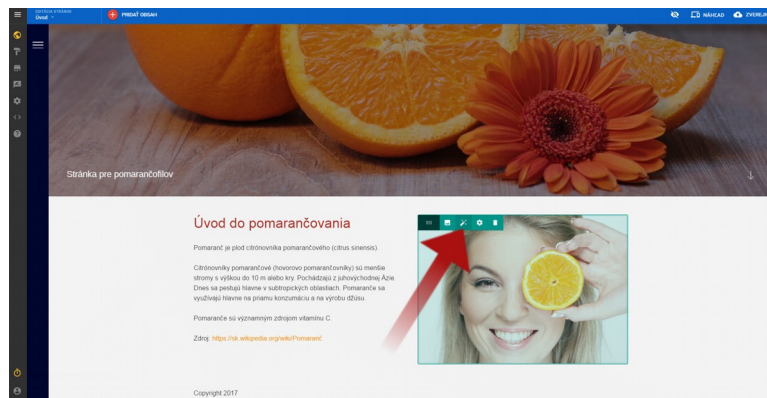 EDITÁCIA STRÁNKY
Úvod
PRIDAŤ OBSAH
NÁHĽAD
ZVEREJN
Stránka pre pomarančofilov
Úvod do pomarančovania
Pomaranč je plod citrónovníka pomarančového (citrus sinensis)
Citrónovníky pomarančové (hovorovo pomarančovníky) sú menšie
stromy s výškou do 10 m alebo kry. Pochádzajú z juhovýchodnej Ázie.
Dnes sa pestujú hlavne v subtropických oblastiach. Pomaranče sa
využívajú hlavne na priamu konzumáciu a na výrobu džúsu.
Pomaranče sú významným zdrojom vitamínu C.
Zdroj: https://sk.wikipedia.org/wiki/Pomaranč
Copyright 2017